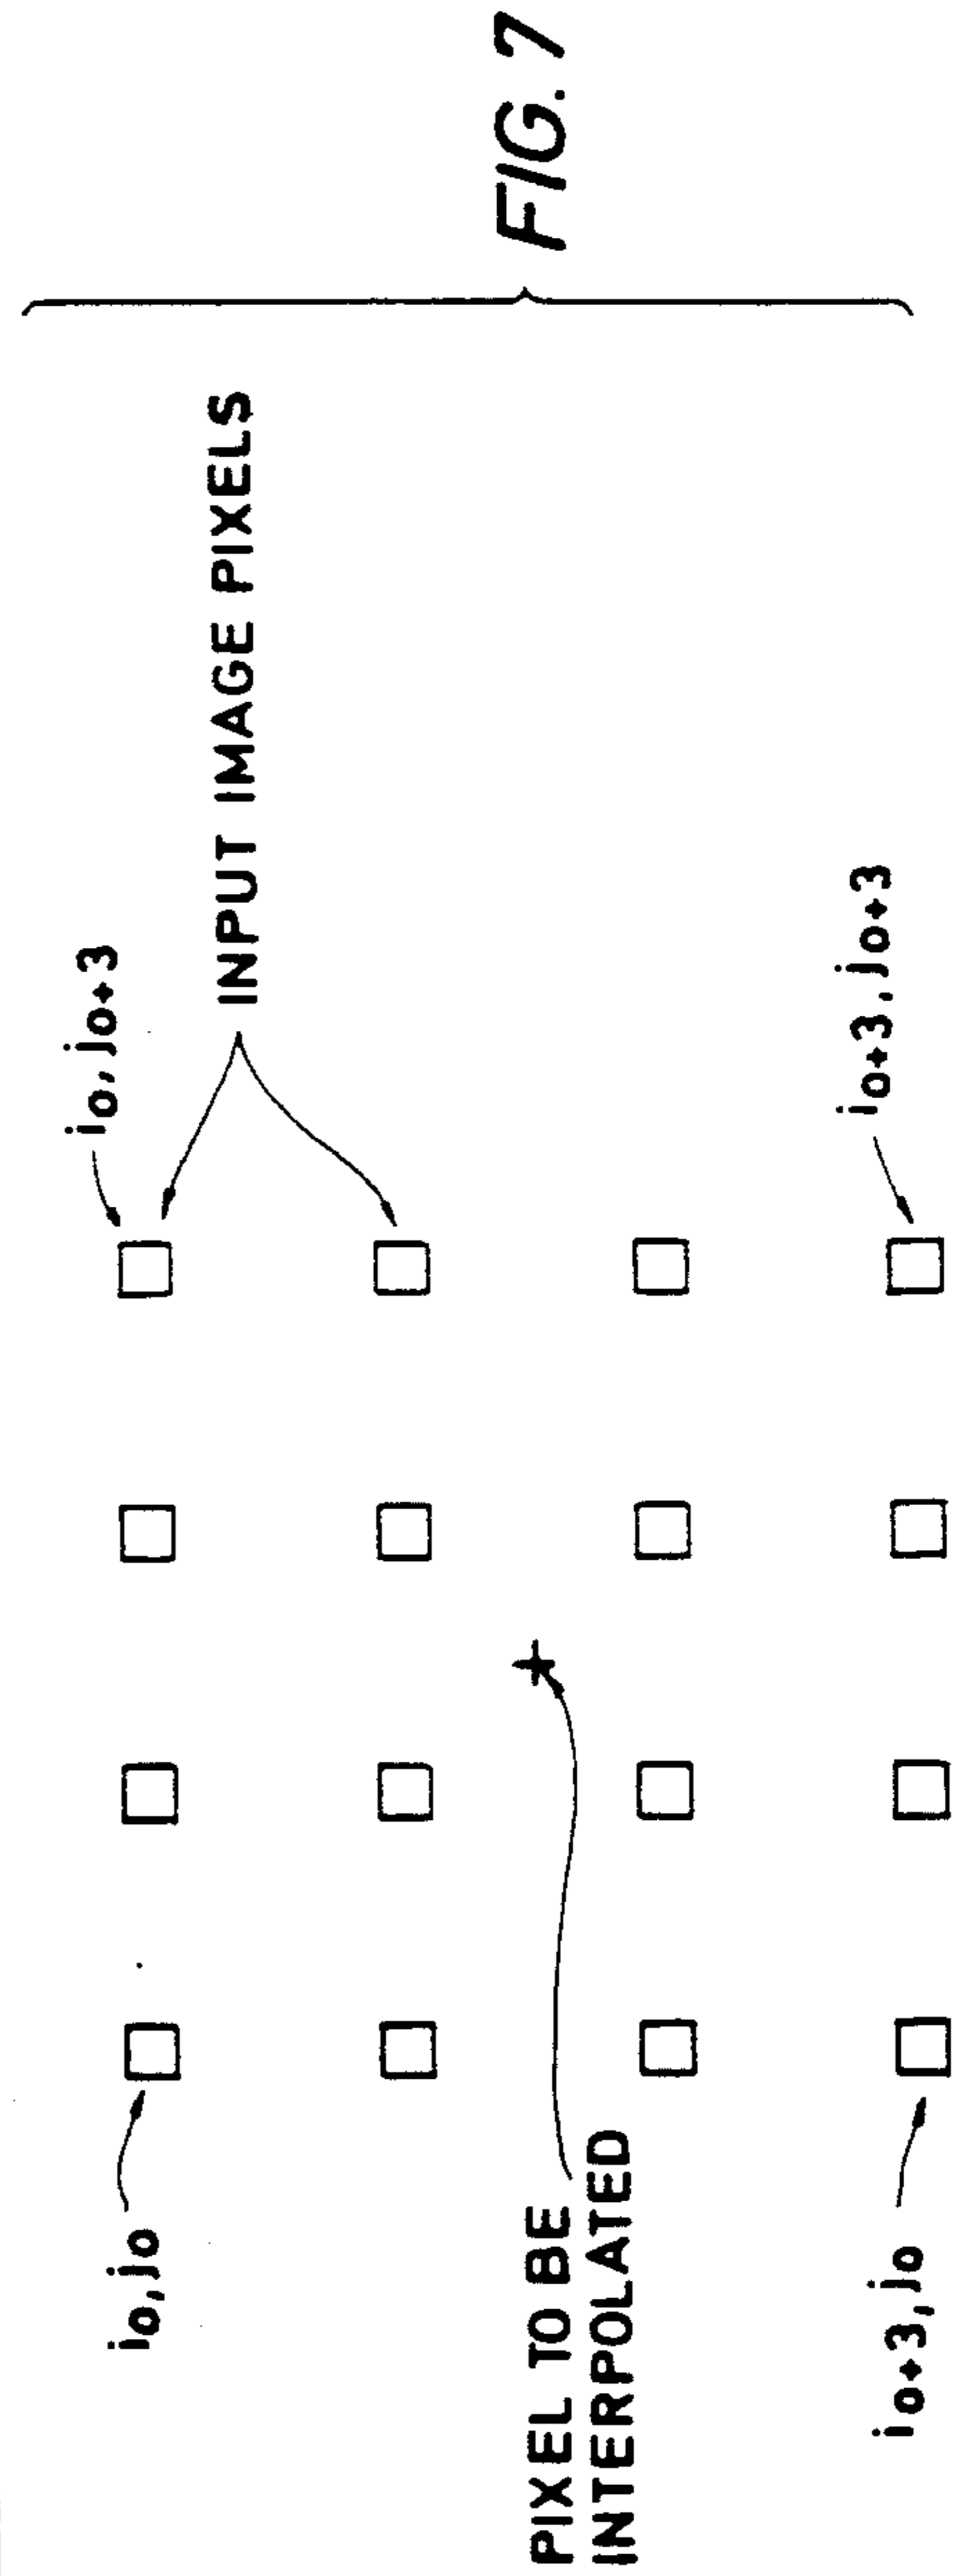 i₀,j₀
i₀₊₃,j₀
PIXEL TO BE
INTERPOLATED
i₀,j₀₊₃
INPUT IMAGE PIXELS
i₀₊₃,j₀₊₃
FIG. 7